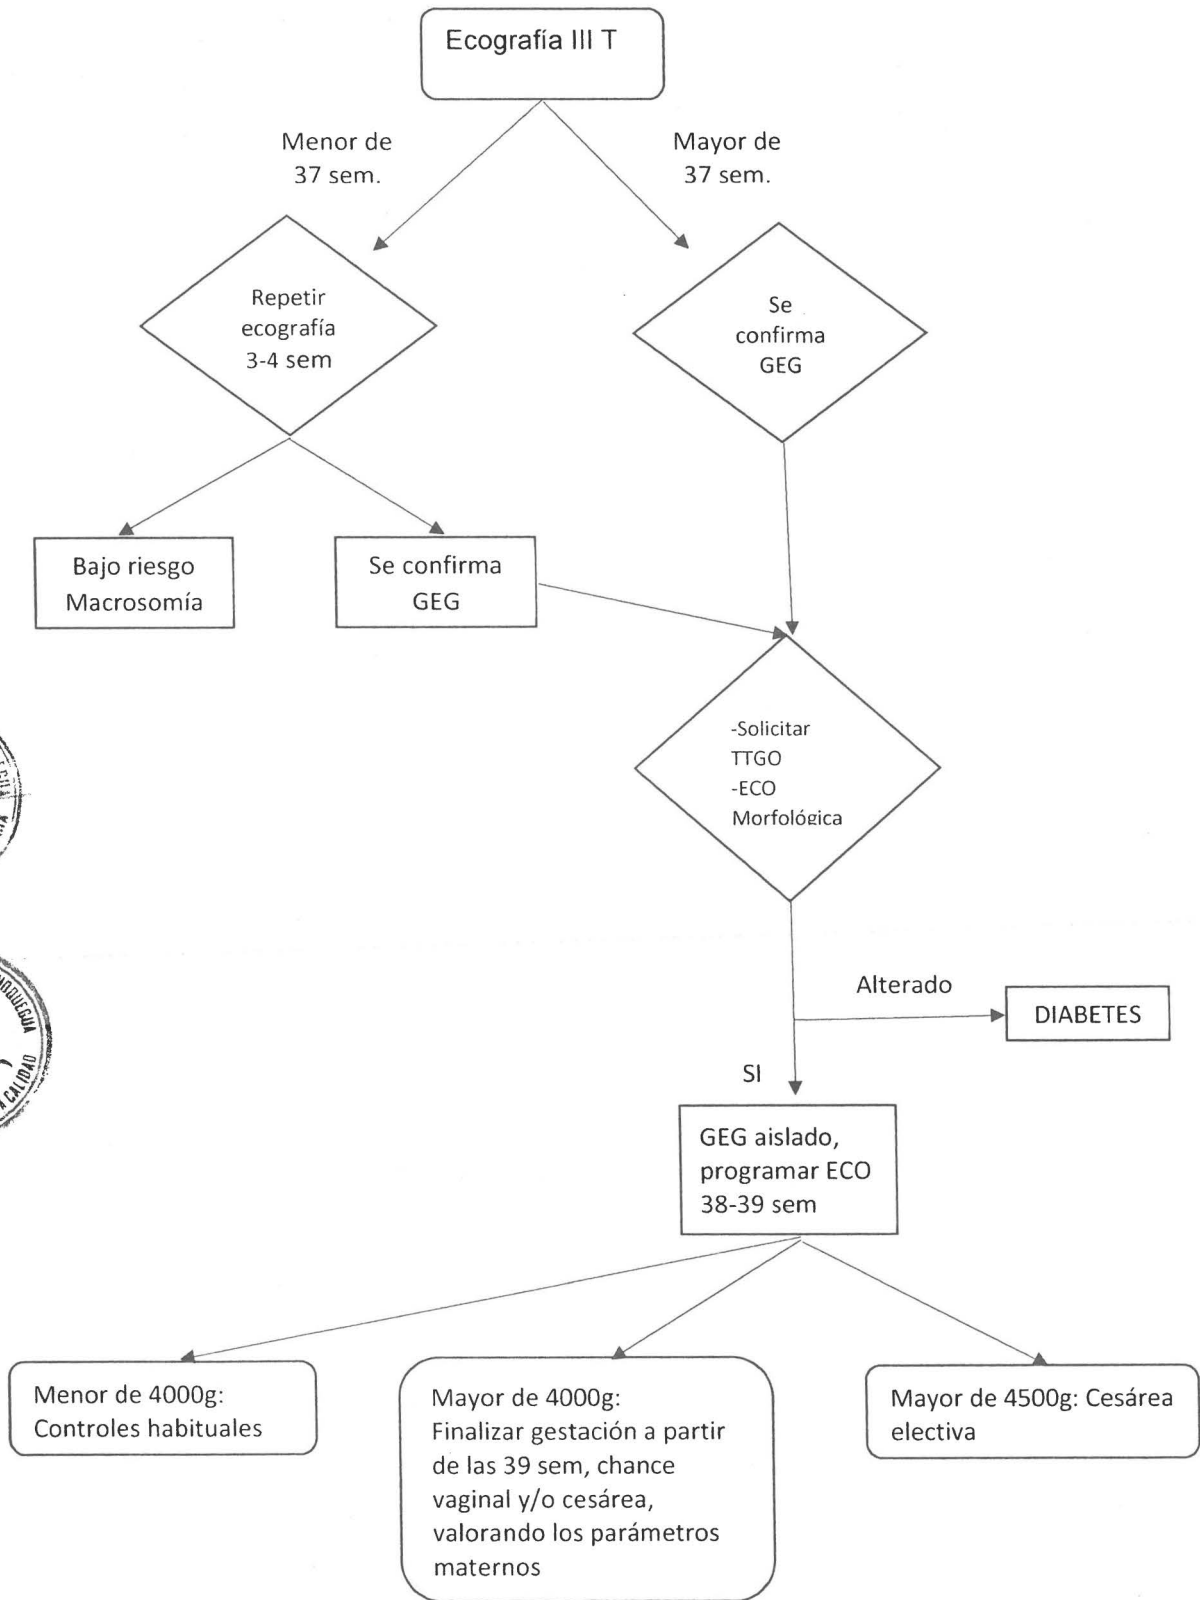 Ecografía III T
Menor de
37 sem.
Mayor de
37 sem.
Repetir
ecografía
3-4 sem
Se
confirma
GEG
Bajo riesgo
Macrosomía
Se confirma
GEG
-Solicitar
TTGO
-ECO
Morfológica
Alterado
DIABETES
SI
GEG aislado,
programar ECO
38-39 sem
Menor de 4000g:
Controles habituales
Mayor de 4000g:
Finalizar gestación a partir
de las 39 sem, chance
vaginal y/o cesárea,
valorando los parámetros
maternos
Mayor de 4500g: Cesárea
electiva
MOQUEGUA
CALIDAD